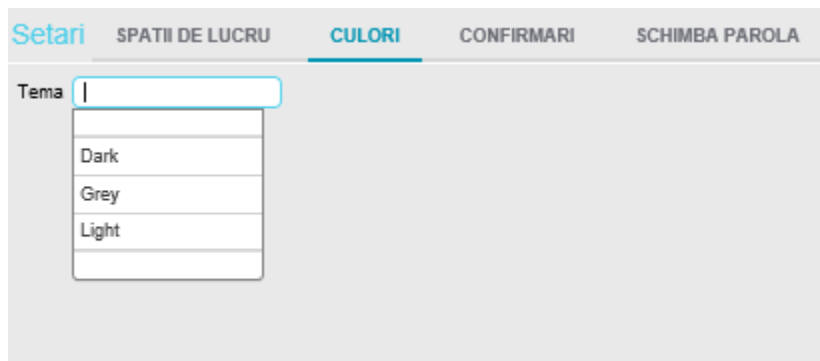 Setari SPATII DE LUCRU CULORI CONFIRMARI SCHIMBA PAROLA
Tema
Dark
Grey
Light